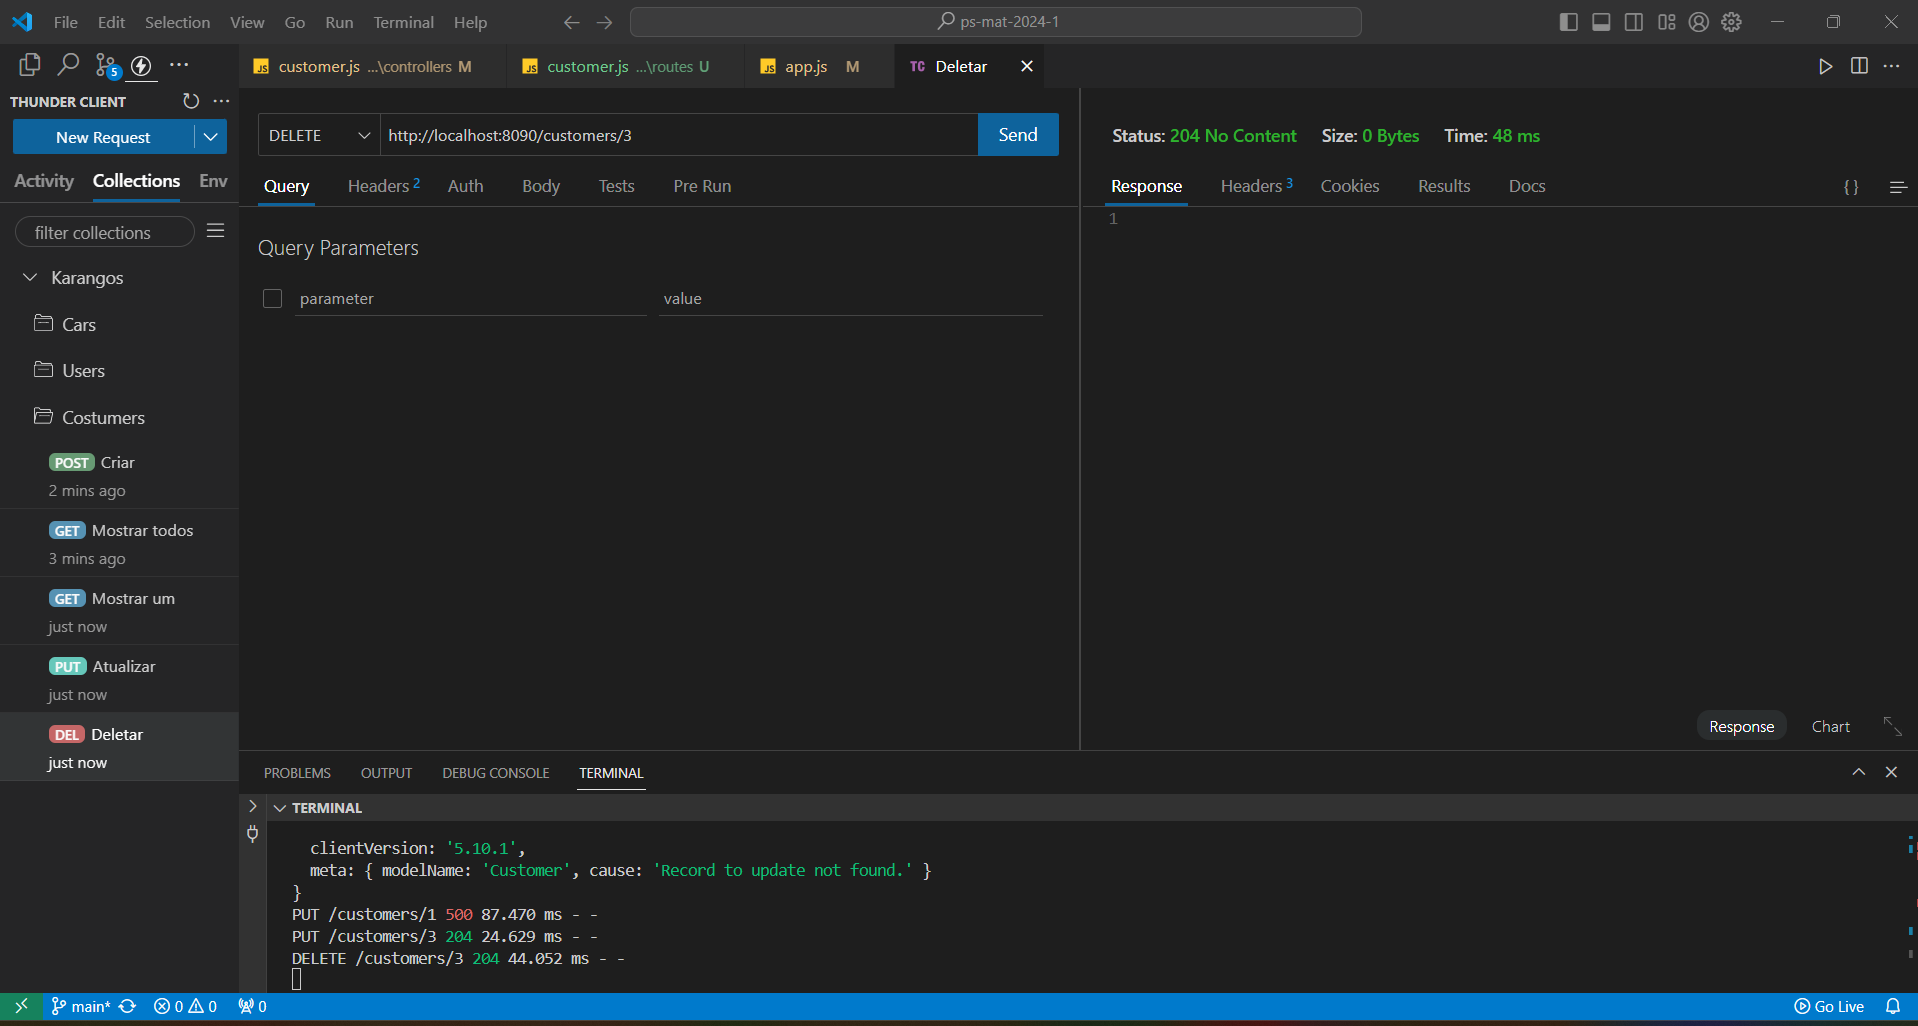 File Edit Selection View Go Run Terminal Help
ps-mat-2024-1
5
customer.js ...\controllers M
customer.js ...\routes U
app.js M
TC Deletar
THUNDER CLIENT
New Request
Activity Collections Env
filter collections
Karangos
Cars
Users
Costumers
POST Criar
2 mins ago
GET Mostrar todos
3 mins ago
GET Mostrar um
just now
PUT Atualizar
just now
DEL Deletar
just now
DELETE http://localhost:8090/customers/3 Send
Query Headers 2 Auth Body Tests Pre Run
Query Parameters
parameter value
Status: 204 No Content Size: 0 Bytes Time: 48 ms
Response Headers 3 Cookies Results Docs {}
1
Response Chart
PROBLEMS OUTPUT DEBUG CONSOLE TERMINAL
TERMINAL
clientVersion: '5.10.1',
meta: { modelName: 'Customer', cause: 'Record to update not found.' }
}
PUT /customers/1 500 87.470 ms - -
PUT /customers/3 204 24.629 ms - -
DELETE /customers/3 204 44.052 ms - -
main* 0 0 0 Go Live